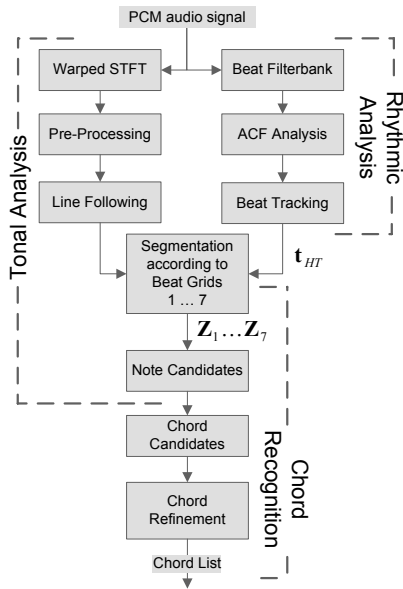 PCM audio signal
Warped STFT
Beat Filterbank
Pre-Processing
ACF Analysis
Line Following
Beat Tracking
Tonal Analysis
Rhythmic
Analysis
Segmentation
according to
Beat Grids
1 … 7
t_HT
Z_1…Z_7
Note Candidates
Chord
Candidates
Chord
Refinement
Chord List
Chord
Recognition